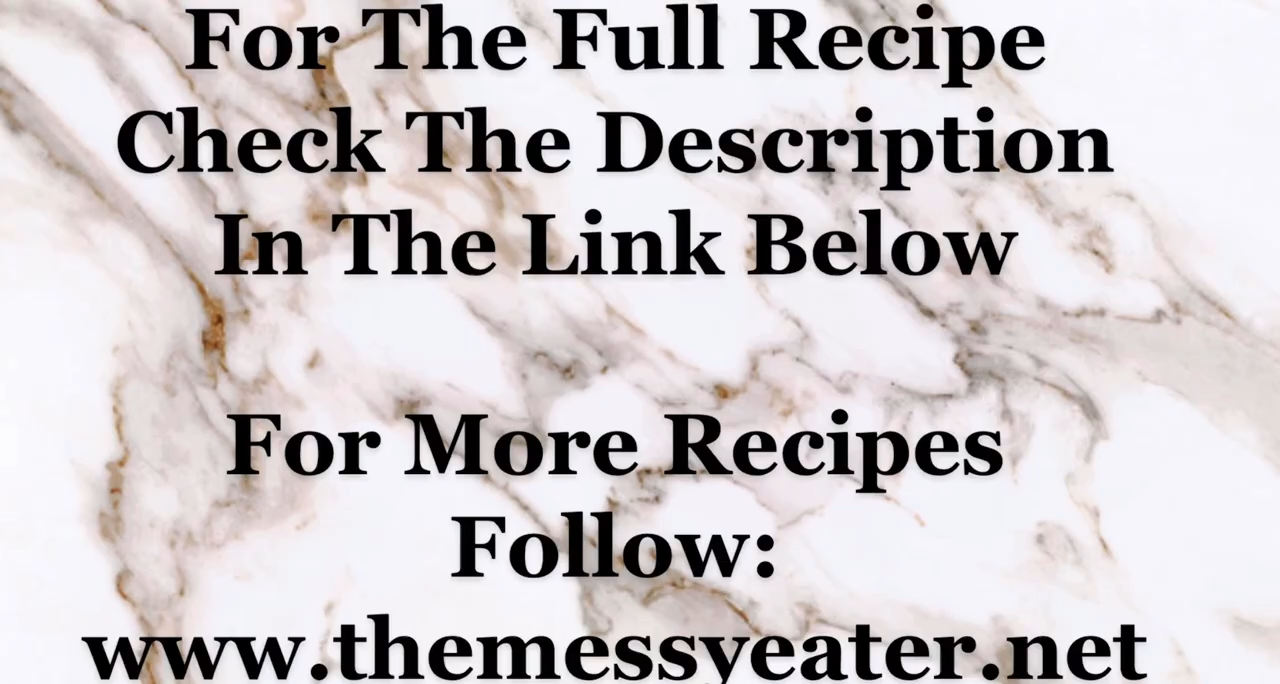 For The Full Recipe
Check The Description
In The Link Below
For More Recipes
Follow:
www.themessyeater.net